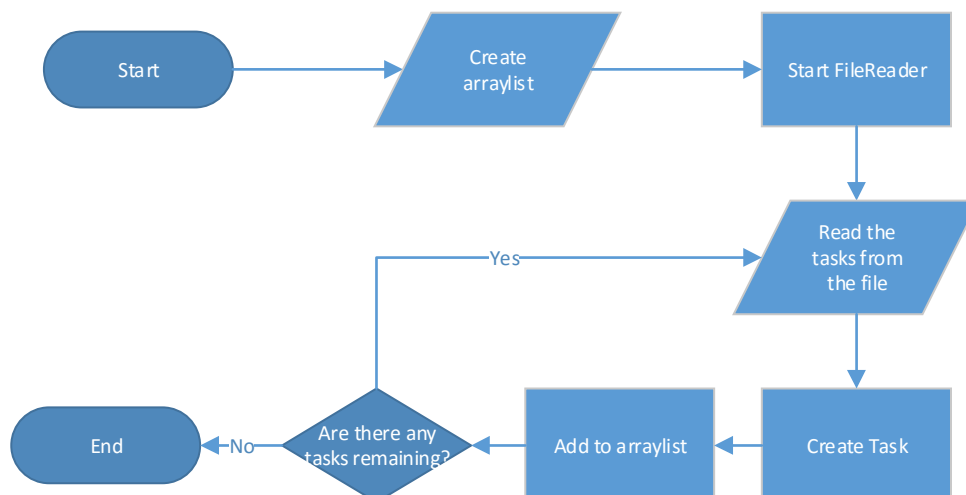 Start
Create
arraylist
Start FileReader
Read the
tasks from
the file
Yes
End
No
Are there any
tasks remaining?
Add to arraylist
Create Task